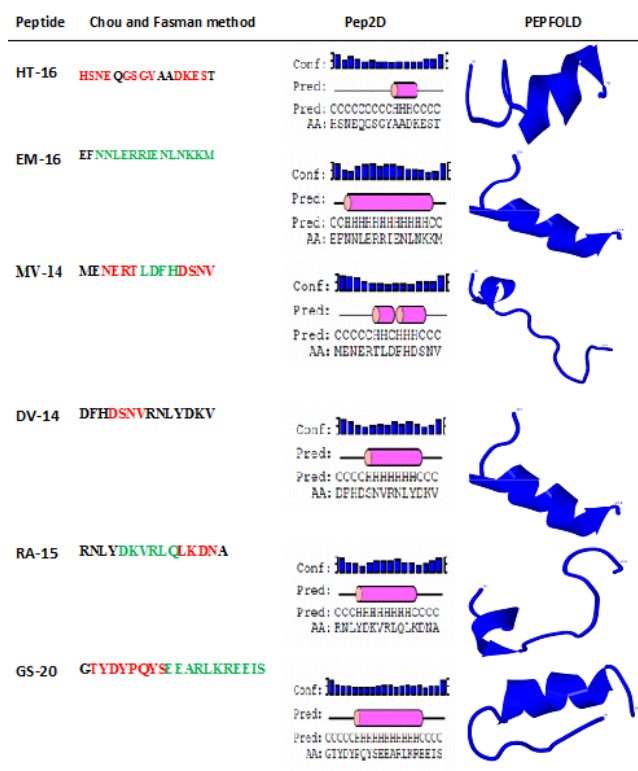 Peptide Chou and Fasman method Pep2D PEPFOLD
HT-16 HSNEQGSGYAADKEST
Conf:
Pred:
Pred: CCCCCCCCCHHHCCCC
AA: HSNEQGSGYAADKEST
EM-16 EFNNLERRIENLNKKM
Conf:
Pred:
Pred: CCHHHHHHHHHHHHCC
AA: EFNNLERRIENLNKKM
MV-14 MENERTLDFHDSNV
Conf:
Pred:
Pred: CCCCCHHCHHHCCC
AA: MENERTLDFHDSNV
DV-14 DFHDSNVRNLYDKV
Conf:
Pred:
Pred: CCCCHHHHHHHCCC
AA: DFHDSNVRNLYDKV
RA-15 RNLYDKVRLQLKDNA
Conf:
Pred:
Pred: CCCHHHHHHHHCCCC
AA: RNLYDKVRLQLKDNA
GS-20 GTYDYPQYSEEARLKREEIS
Conf:
Pred:
Pred: CCCCCHHHHHHHHHHHCCCC
AA: GTYDYPQYSEEARLKREEIS